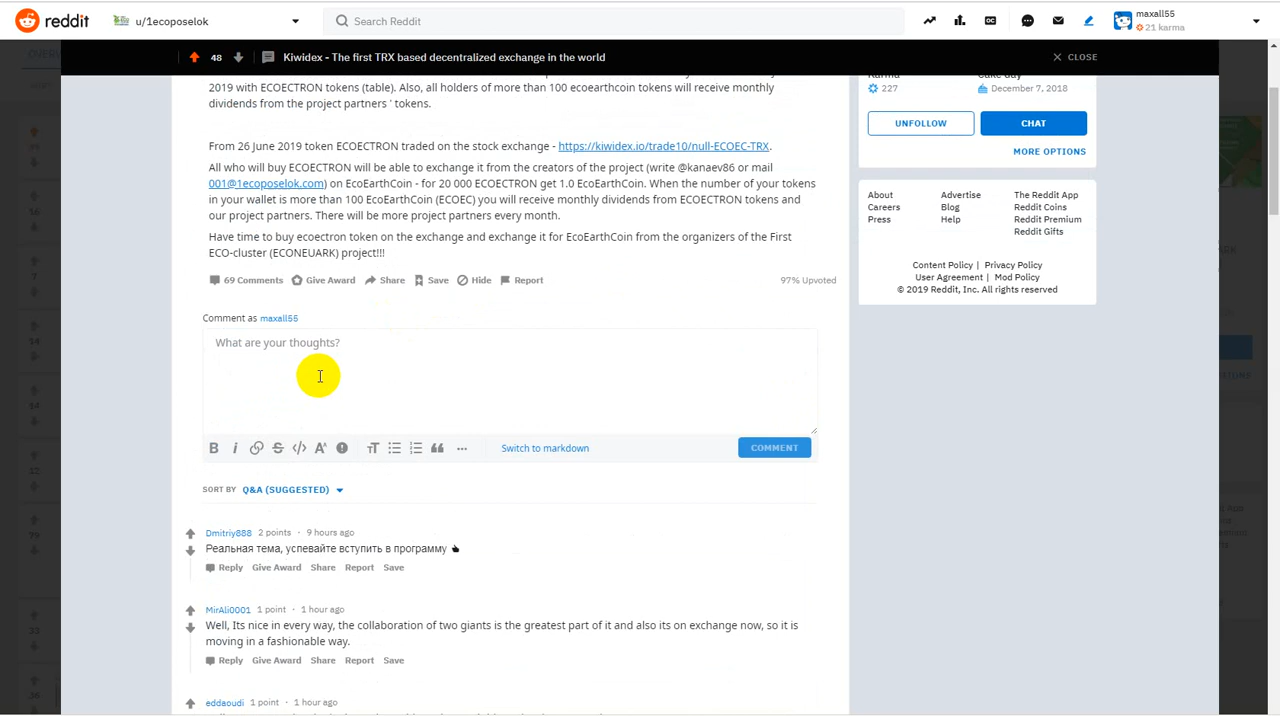 reddit
u/1ecoposelok
Search Reddit
maxall55
21 karma
48
Kiwidex - The first TRX based decentralized exchange in the world
CLOSE
2019 with ECOECTRON tokens (table). Also, all holders of more than 100 ecoearthcoin tokens will receive monthly
dividends from the project partners ' tokens.
From 26 June 2019 token ECOECTRON traded on the stock exchange - https://kiwidex.io/trade10/null-ECOEC-TRX.
All who will buy ECOECTRON will be able to exchange it from the creators of the project (write @kanaev86 or mail
001@1ecoposelok.com) on EcoEarthCoin - for 20 000 ECOECTRON get 1.0 EcoEarthCoin. When the number of your tokens
in your wallet is more than 100 EcoEarthCoin (ECOEC) you will receive monthly dividends from ECOECTRON tokens and
our project partners. There will be more project partners every month.
Have time to buy ecoectron token on the exchange and exchange it for EcoEarthCoin from the organizers of the First
ECO-cluster (ECONEUARK) project!!!
69 Comments Give Award Share Save Hide Report 97% Upvoted
Comment as maxall55
What are your thoughts?
Switch to markdown
COMMENT
SORT BY Q&A (SUGGESTED)
Dmitriy888 2 points · 9 hours ago
Реальная тема, успевайте вступить в программу
Reply Give Award Share Report Save
MirAli0001 1 point · 1 hour ago
Well, Its nice in every way, the collaboration of two giants is the greatest part of it and also its on exchange now, so it is
moving in a fashionable way.
Reply Give Award Share Report Save
eddaoudi 1 point · 1 hour ago
Karma Cake day
227 December 7, 2018
UNFOLLOW CHAT
MORE OPTIONS
About Advertise The Reddit App
Careers Blog Reddit Coins
Press Help Reddit Premium
Reddit Gifts
Content Policy | Privacy Policy
User Agreement | Mod Policy
© 2019 Reddit, Inc. All rights reserved